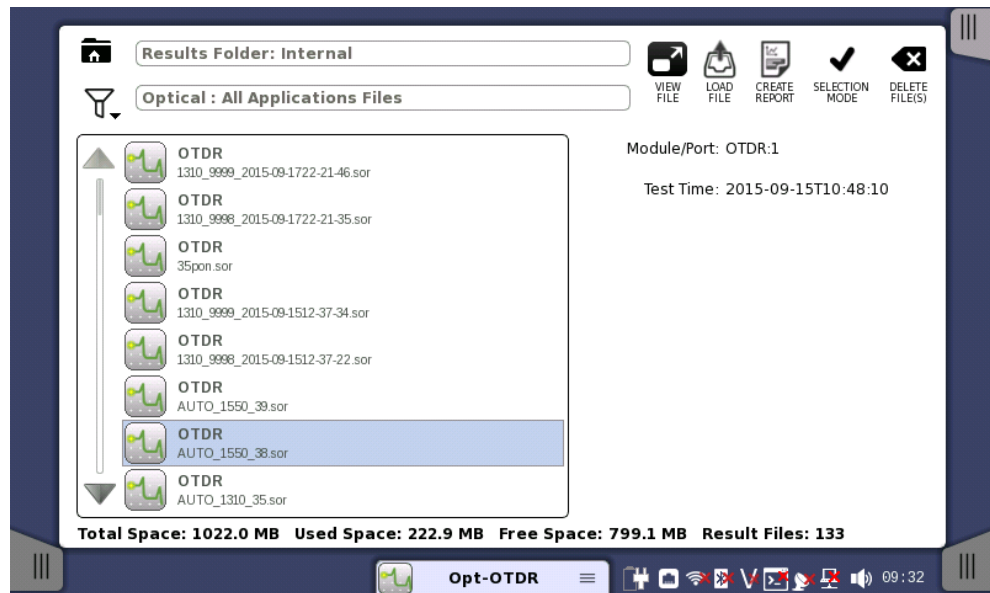 Results Folder: Internal
Optical : All Applications Files
VIEW FILE
LOAD FILE
CREATE REPORT
SELECTION MODE
DELETE FILE(S)
OTDR
1310_9999_2015-09-1722-21-46.sor
OTDR
1310_9998_2015-09-1722-21-35.sor
OTDR
35pon.sor
OTDR
1310_9999_2015-09-1512-37-34.sor
OTDR
1310_9998_2015-09-1512-37-22.sor
OTDR
AUTO_1550_39.sor
OTDR
AUTO_1550_38.sor
OTDR
AUTO_1310_35.sor
Module/Port: OTDR:1
Test Time: 2015-09-15T10:48:10
Total Space: 1022.0 MB Used Space: 222.9 MB Free Space: 799.1 MB Result Files: 133
Opt-OTDR
09:32